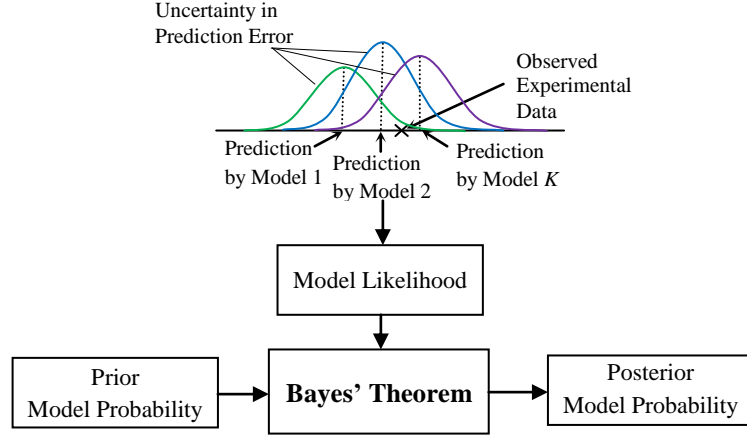 Uncertainty in
Prediction Error
Observed
Experimental
Data
Prediction
by Model 1
Prediction
by Model 2
Prediction
by Model K
Model Likelihood
Prior
Model Probability
Bayes’ Theorem
Posterior
Model Probability